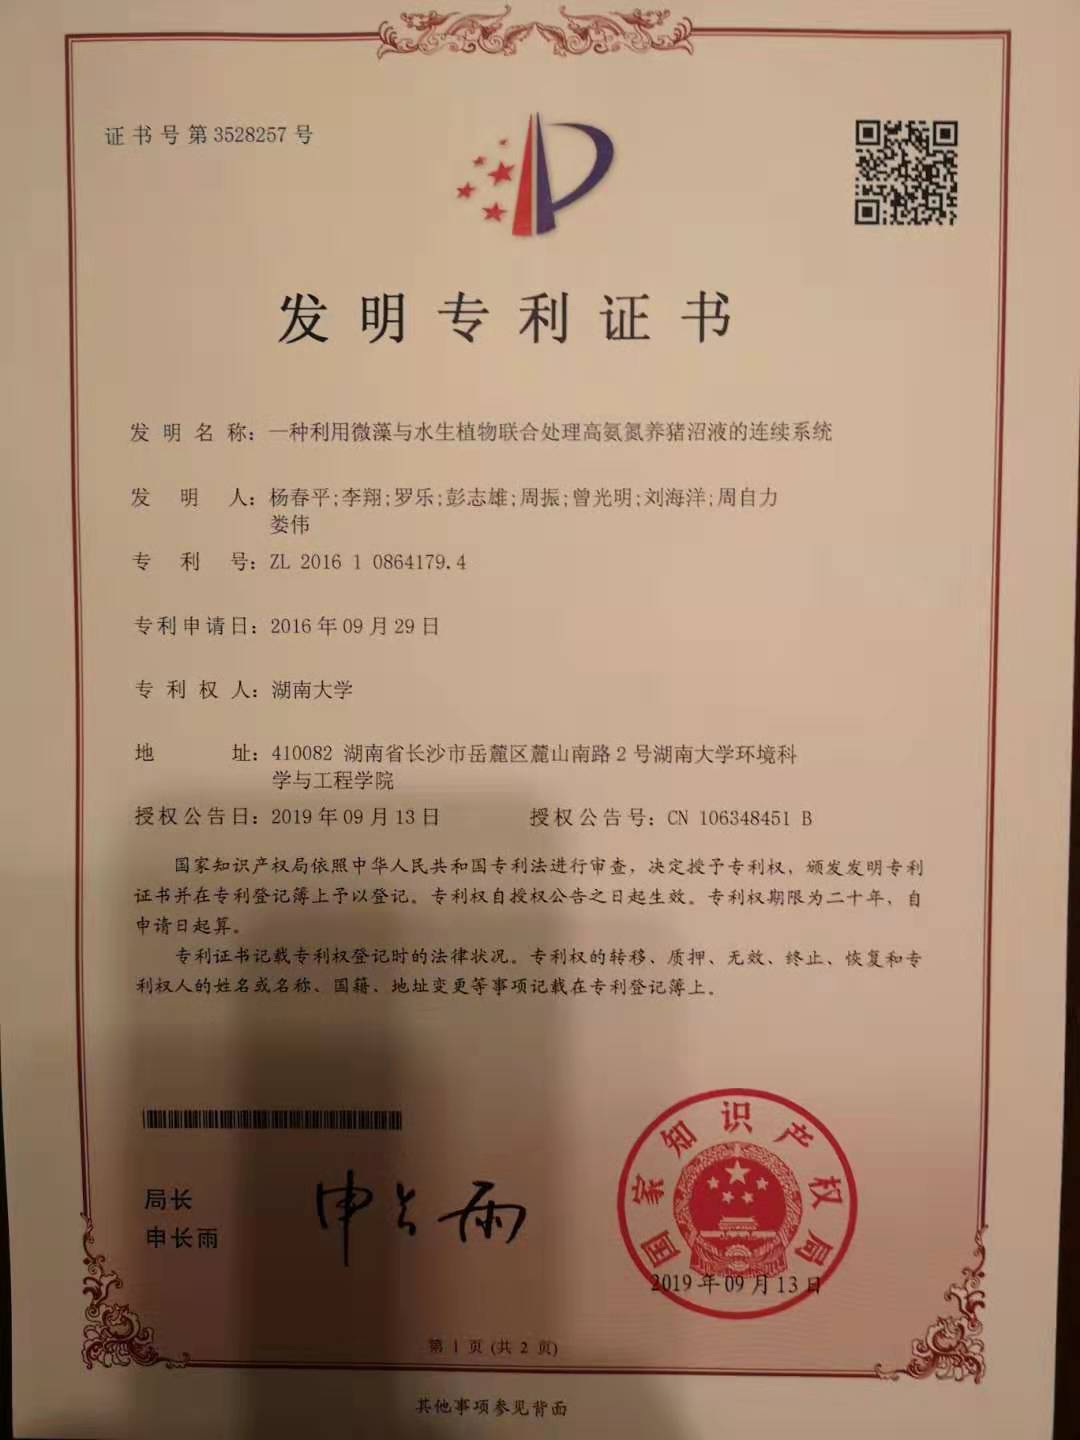 证书号第3528257号
发明专利证书
发明名称：一种利用微藻与水生植物联合处理高氨氮养猪沼液的连续系统
发明人：杨春平;李翔;罗乐;彭志雄;周振;曾光明;刘海洋;周自力
娄伟
专利号：ZL 2016 1 0864179.4
专利申请日：2016年09月29日
专利权人：湖南大学
地址：410082 湖南省长沙市岳麓区麓山南路2号湖南大学环境科
学与工程学院
授权公告日：2019年09月13日 授权公告号：CN 106348451 B
国家知识产权局依照中华人民共和国专利法进行审查，决定授予专利权，颁发发明专利
证书并在专利登记簿上予以登记。专利权自授权公告之日起生效。专利权期限为二十年，自
申请日起算。
专利证书记载专利权登记时的法律状况。专利权的转移、质押、无效、终止、恢复和专
利权人的姓名或名称、国籍、地址变更等事项记载在专利登记簿上。
局长
申长雨
申长雨
国家知识产权局
2019年09月13日
第 1 页 (共 2 页)
其他事项参见背面